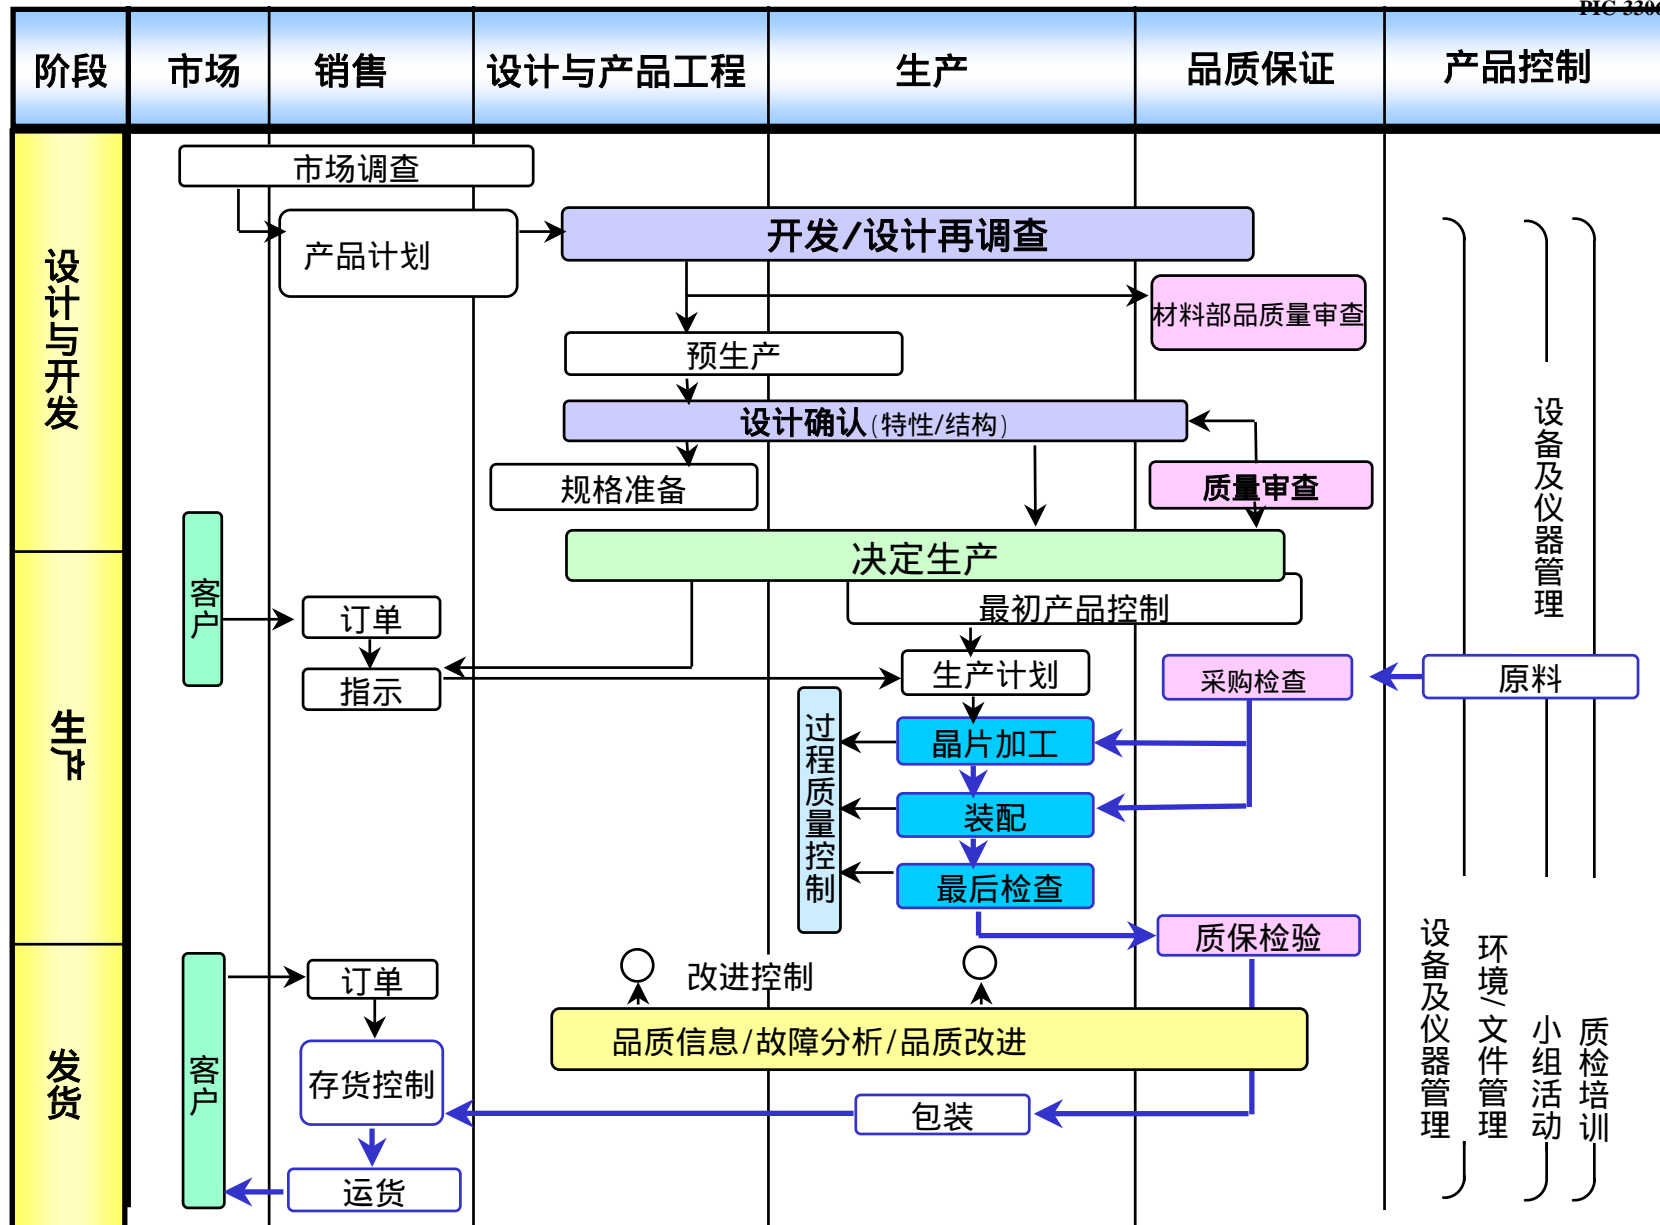 PIC 3306
阶段
市场
销售
设计与产品工程
生产
品质保证
产品控制
设计与开发
市场调查
产品计划
开发/设计再调查
材料部品质量审查
预生产
设计确认(特性/结构)
规格准备
质量审查
设备及仪器管理
决定生产
最初产品控制
生产
客户
订单
指示
生产计划
采购检查
原料
过程质量控制
晶片加工
装配
最后检查
质保检验
发货
客户
订单
改进控制
品质信息/故障分析/品质改进
存货控制
包装
运货
设备及仪器管理
环境/文件管理
小组活动
质检培训